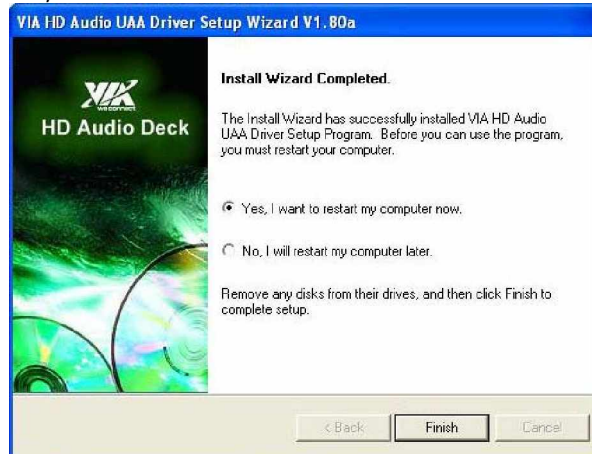 VIA HD Audio UAA Driver Setup Wizard V1.80a
VIA
we connect
HD Audio Deck
Install Wizard Completed.
The Install Wizard has successfully installed VIA HD Audio
UAA Driver Setup Program. Before you can use the program,
you must restart your computer.
Yes, I want to restart my computer now.
No, I will restart my computer later.
Remove any disks from their drives, and then click Finish to
complete setup.
< Back
Finish
Cancel